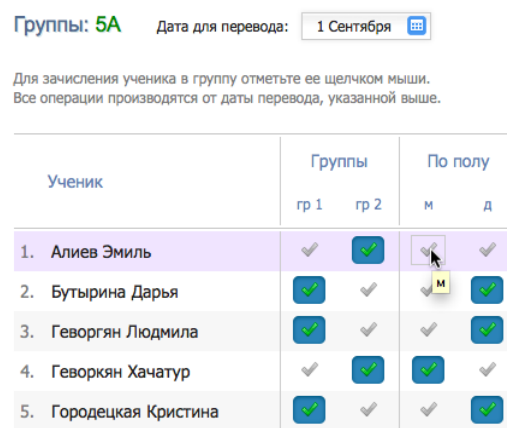 Группы: 5А Дата для перевода: 1 Сентября
Для зачисления ученика в группу отметьте ее щелчком мыши.
Все операции производятся от даты перевода, указанной выше.
Ученик Группы По полу
гр 1 гр 2 м д
1. Алиев Эмиль
м
2. Бутырина Дарья
3. Геворгян Людмила
4. Геворкян Хачатур
5. Городецкая Кристина